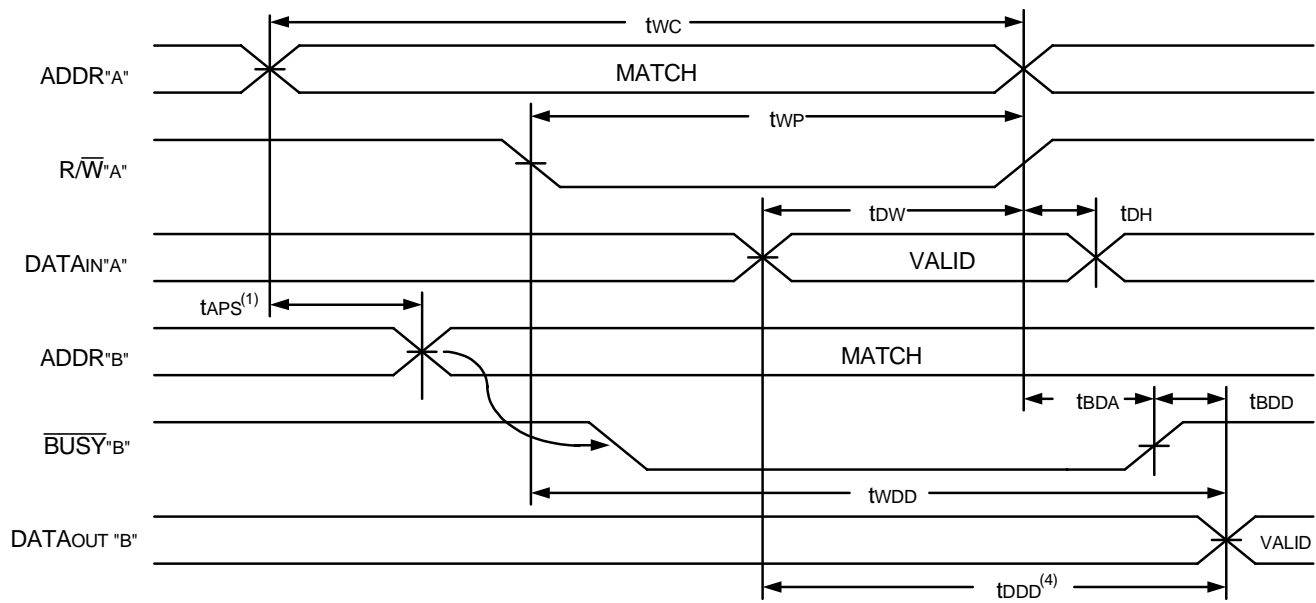 tWC
ADDR"A"
MATCH
tWP
R/W̅"A"
tDW
tDH
DATAIN"A"
VALID
tAPS(1)
ADDR"B"
MATCH
tBDA
tBDD
B̅U̅S̅Y̅"B"
tWDD
DATAOUT "B"
VALID
tDDD(4)